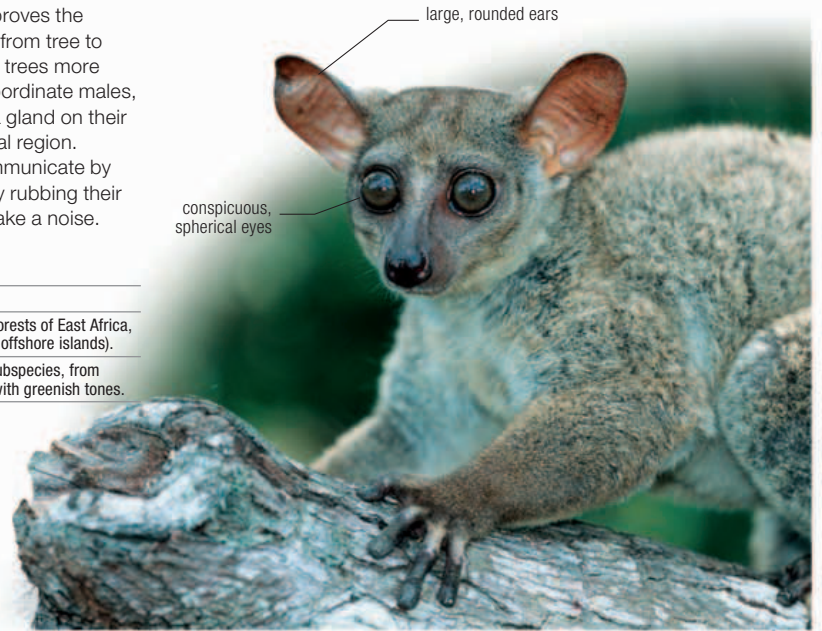 proves the
from tree to
trees more
ordinate males,
gland on their
al region.
mmunicate by
y rubbing their
ake a noise.
orests of East Africa,
offshore islands).
ubspecies, from
with greenish tones.
large, rounded ears
conspicuous,
spherical eyes